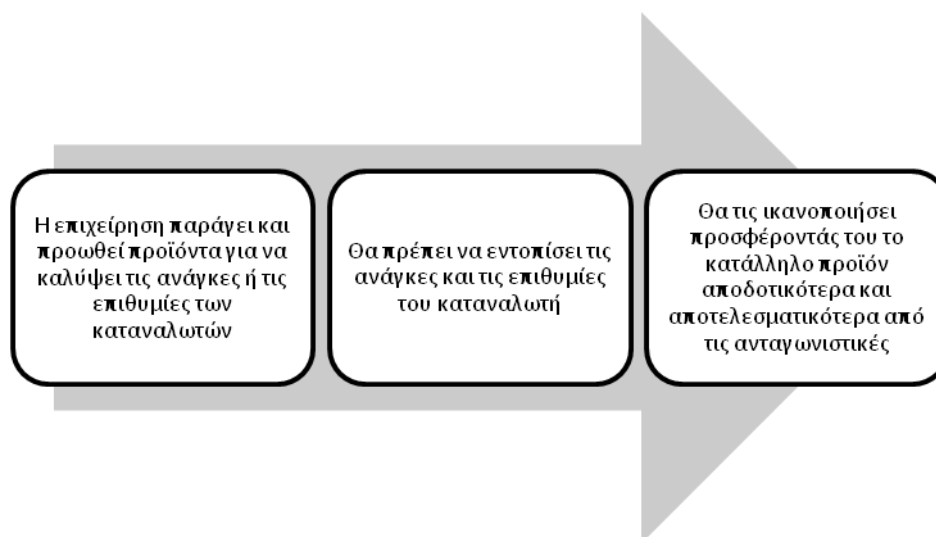 Η επιχείρηση παράγει και
προωθεί προϊόντα για να
καλύψει τις ανάγκες ή τις
επιθυμίες των
καταναλωτών
Θα πρέπει να εντοπίσει τις
ανάγκες και τις επιθυμίες
του καταναλωτή
Θα τις ικανοποιήσει
προσφέροντάς του το
κατάλληλο προϊόν
αποδοτικότερα και
αποτελεσματικότερα από
τις ανταγωνιστικές